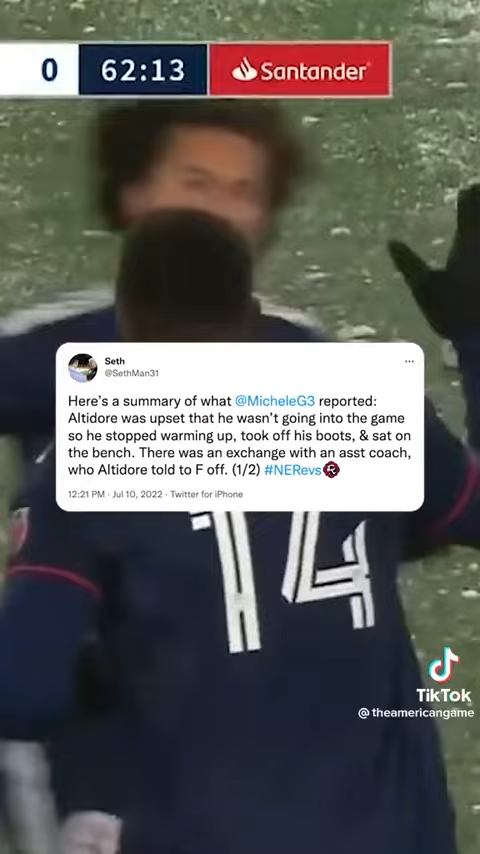 0 62:13 Santander
Seth
@SethMan31
Here's a summary of what @MicheleG3 reported:
Altidore was upset that he wasn't going into the game
so he stopped warming up, took off his boots, & sat on
the bench. There was an exchange with an asst coach,
who Altidore told to F off. (1/2) #NERevs
12:21 PM · Jul 10, 2022 · Twitter for iPhone
14
TikTok
@theamericangame